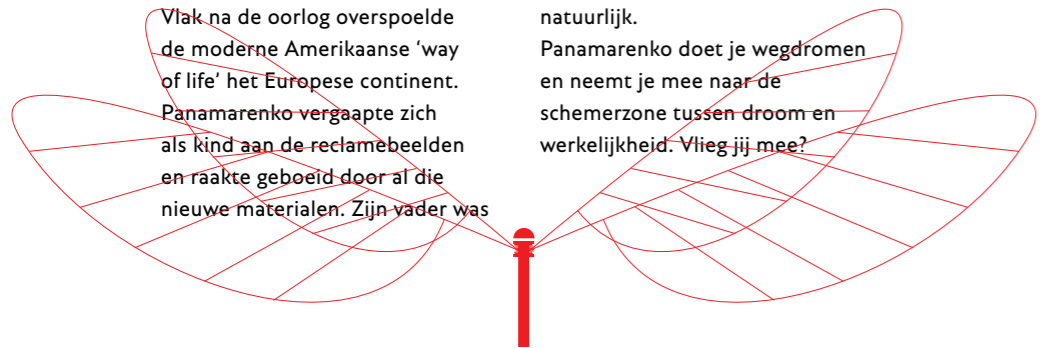 Vlak na de oorlog overspoelde
de moderne Amerikaanse ‘way
of life’ het Europese continent.
Panamarenko vergaapte zich
als kind aan de reclamebeelden
en raakte geboeid door al die
nieuwe materialen. Zijn vader was
natuurlijk.
Panamarenko doet je wegdromen
en neemt je mee naar de
schemerzone tussen droom en
werkelijkheid. Vlieg jij mee?